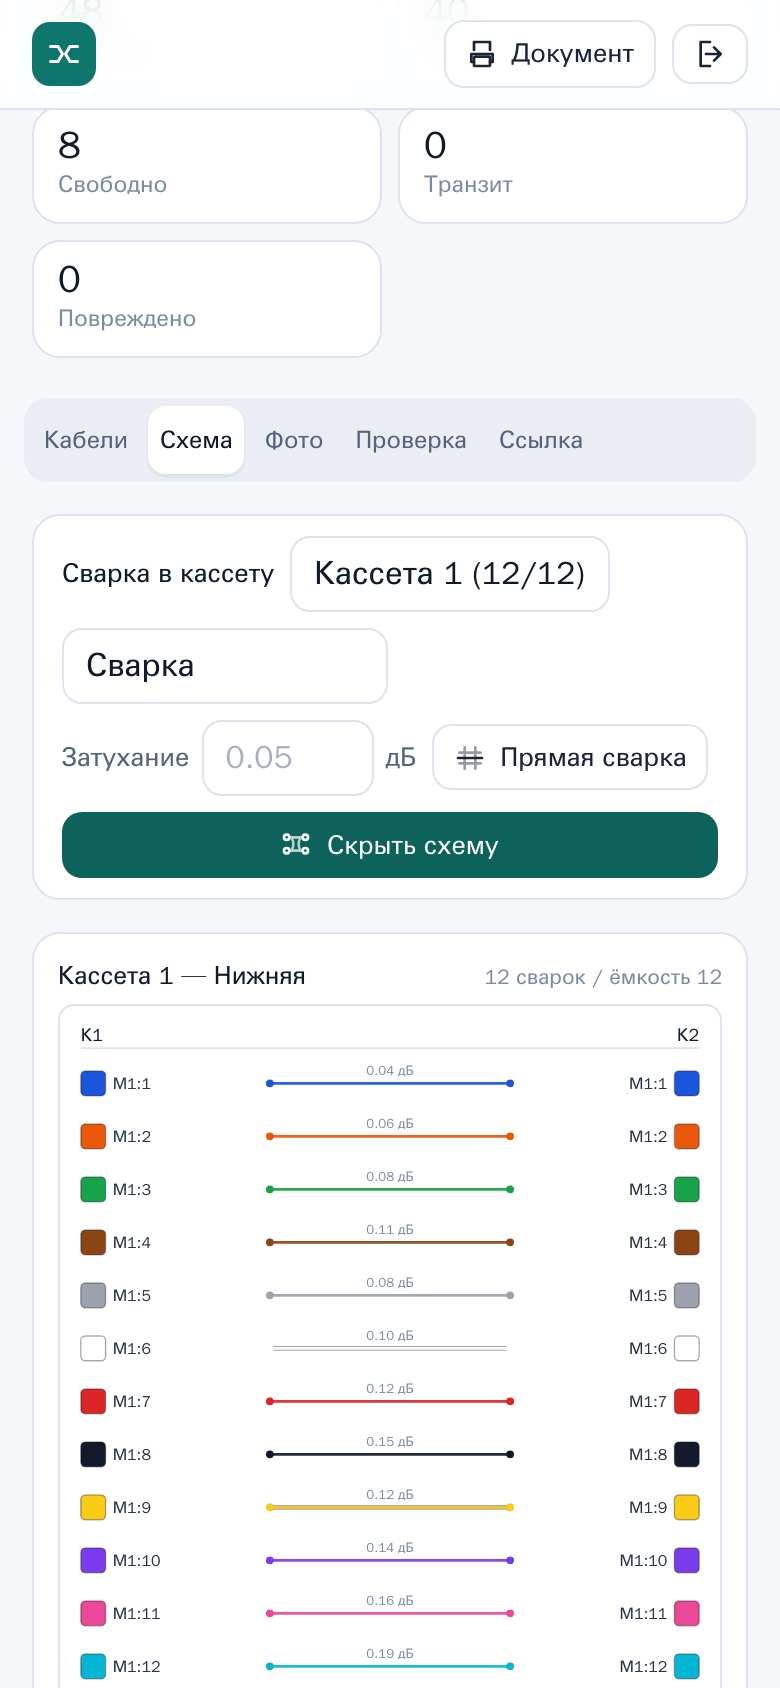 48
40
Документ
8
0
Свободно
Транзит
0
Повреждено
Кабели Схема Фото Проверка Ссылка
Сварка в кассету Кассета 1 (12/12)
Сварка
Затухание 0.05 дБ Прямая сварка
Скрыть схему
Кассета 1 — Нижняя 12 сварок / ёмкость 12
К1 К2
М1:1 0.04 дБ М1:1
М1:2 0.06 дБ М1:2
М1:3 0.08 дБ М1:3
М1:4 0.11 дБ М1:4
М1:5 0.08 дБ М1:5
М1:6 0.10 дБ М1:6
М1:7 0.12 дБ М1:7
М1:8 0.15 дБ М1:8
М1:9 0.12 дБ М1:9
М1:10 0.14 дБ М1:10
М1:11 0.16 дБ М1:11
М1:12 0.19 дБ М1:12